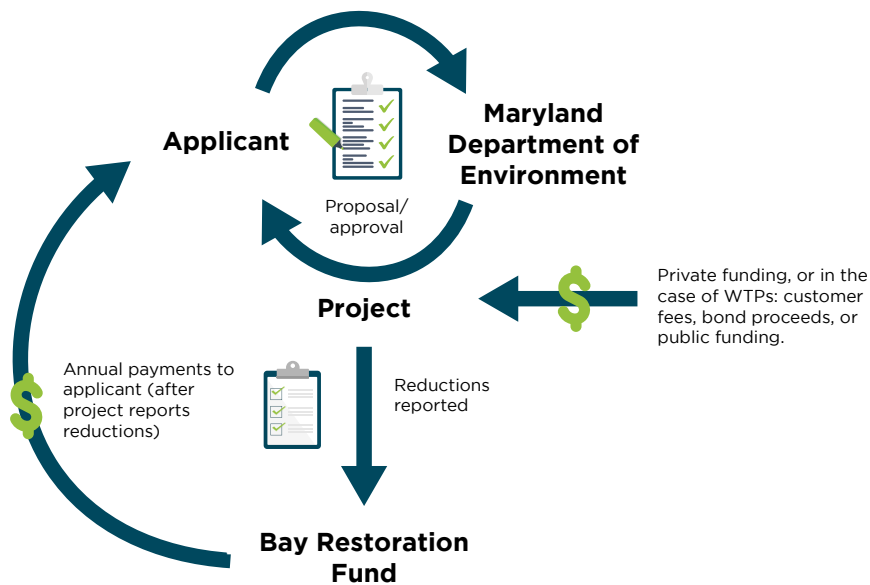 Applicant
Maryland
Department of
Environment
Proposal/
approval
Project
Private funding, or in the
case of WTPs: customer
fees, bond proceeds, or
public funding.
Annual payments to
applicant (after
project reports
reductions)
Reductions
reported
Bay Restoration
Fund